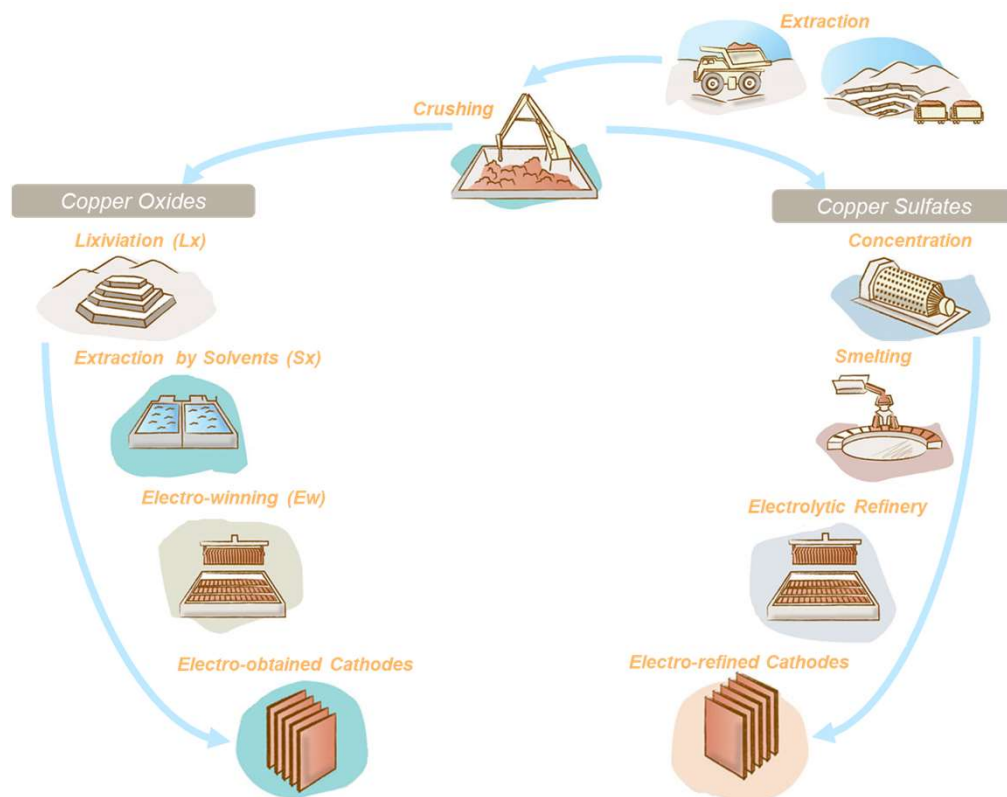 Extraction
Crushing
Copper Oxides
Copper Sulfates
Lixiviation (Lx)
Concentration
Extraction by Solvents (Sx)
Smelting
Electro-winning (Ew)
Electrolytic Refinery
Electro-obtained Cathodes
Electro-refined Cathodes